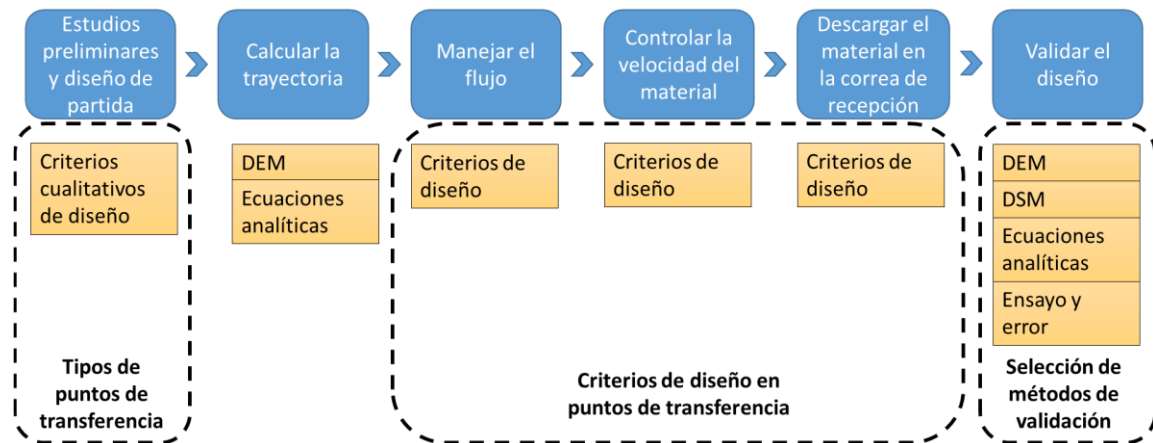 Estudios
preliminares
y diseño de
partida
Calcular la
trayectoria
Manejar el
flujo
Controlar la
velocidad del
material
Descargar el
material en
la correa de
recepción
Validar el
diseño
Criterios
cualitativos
de diseño
DEM
Ecuaciones
analíticas
Criterios de
diseño
Criterios de
diseño
Criterios de
diseño
DEM
DSM
Ecuaciones
analíticas
Ensayo y
error
Tipos de
puntos de
transferencia
Criterios de diseño en
puntos de transferencia
Selección de
métodos de
validación